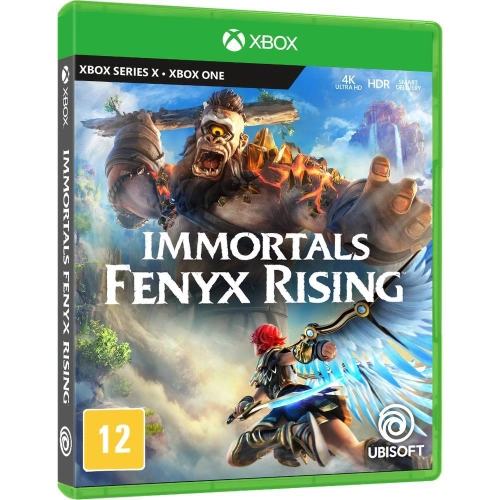 XBOX
XBOX SERIES X • XBOX ONE
4K
ULTRA HD
HDR
SMART
DELIVERY
IMMORTALS
FENYX RISING
12
UBISOFT
XBOX
IMMORTALS FENYX RISING